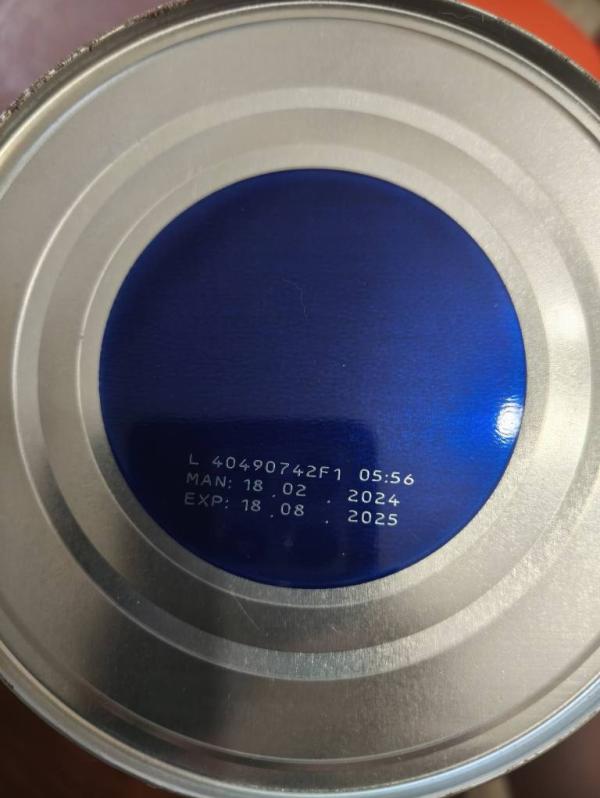 L 40490742F1 05:56
MAN: 18 . 02 . 2024
EXP: 18 . 08 . 2025